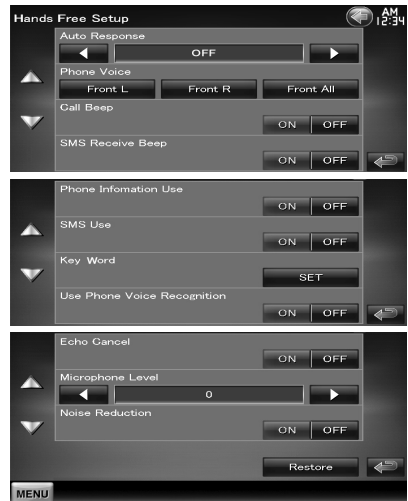 Hands Free Setup
AM
12:34
Auto Response
OFF
Phone Voice
Front L Front R Front All
Call Beep
ON OFF
SMS Receive Beep
ON OFF
Phone Infomation Use
ON OFF
SMS Use
ON OFF
Key Word
SET
Use Phone Voice Recognition
ON OFF
Echo Cancel
ON OFF
Microphone Level
0
Noise Reduction
ON OFF
Restore
MENU